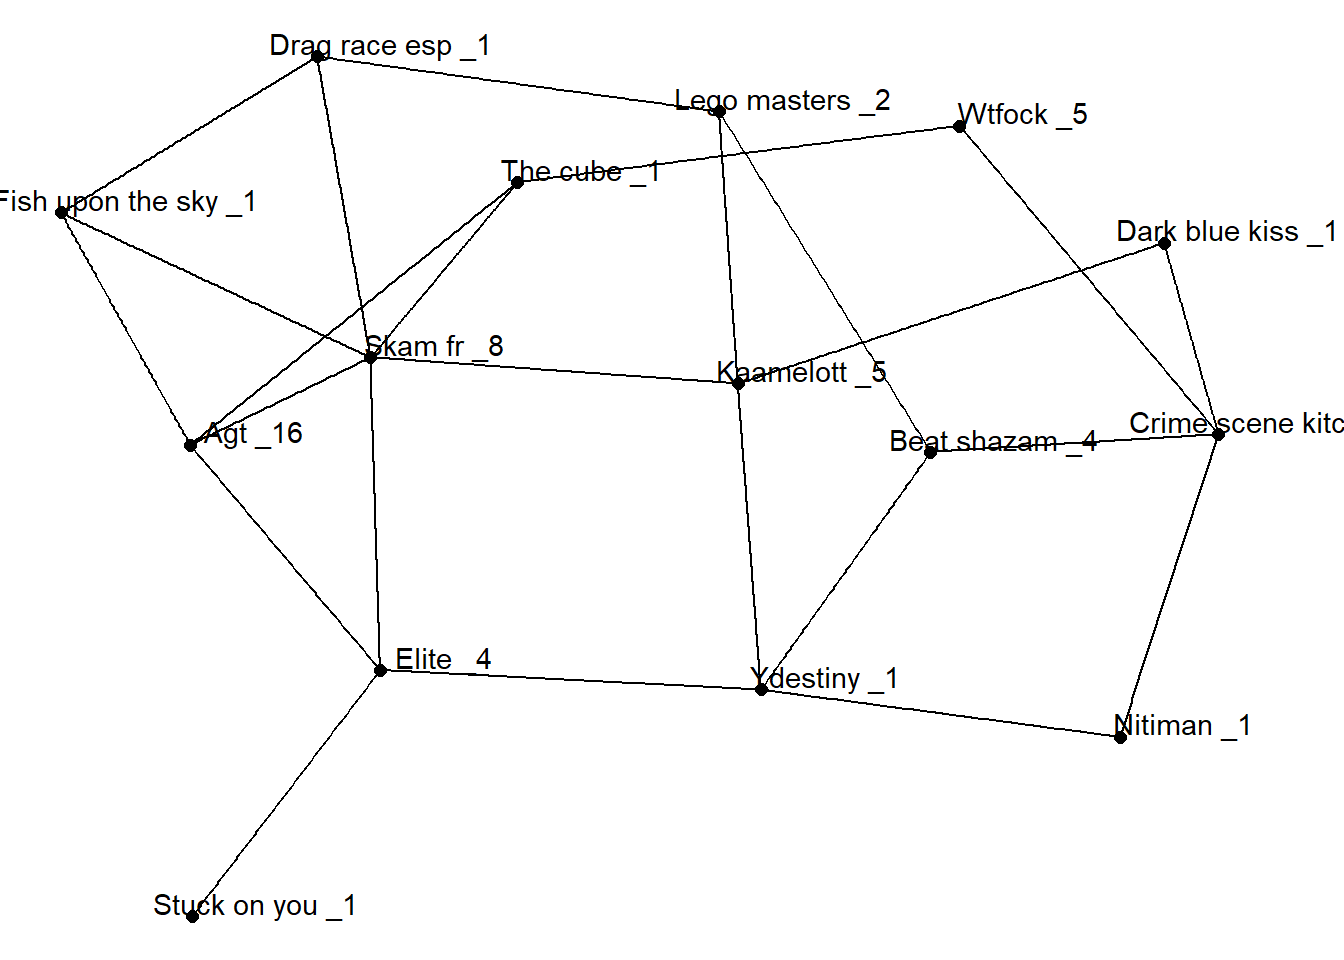 Drag race esp _1
Lego masters _2
Wtfock _5
The cube _1
Fish upon the sky _1
Dark blue kiss _1
Skam fr _8
Kaamelott _5
Agt _16
Beat shazam _4
Crime scene kitc
Elite _4
Ydestiny _1
Nitiman _1
Stuck on you _1